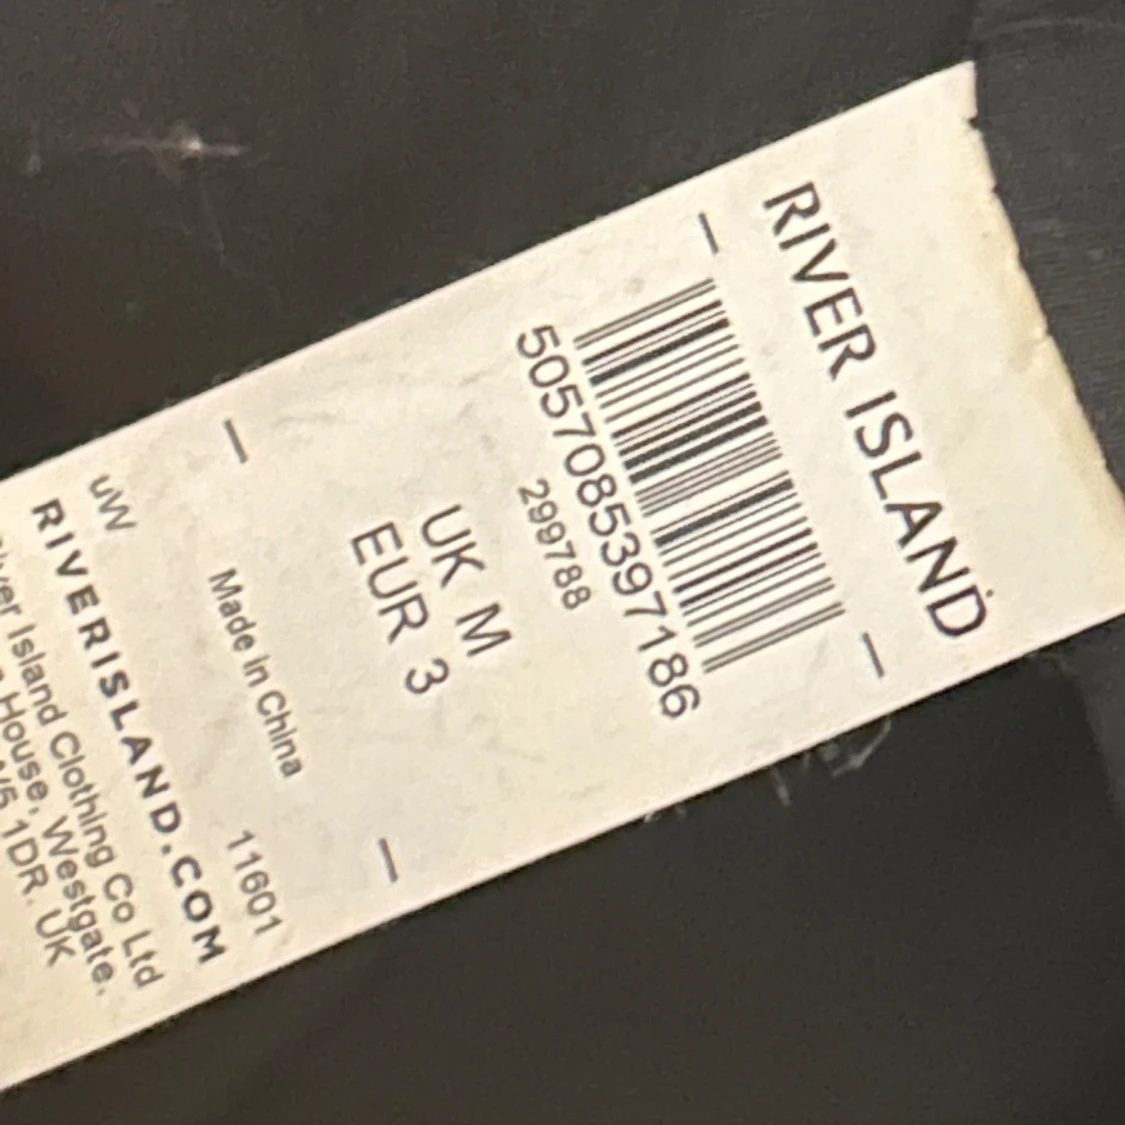 RIVER ISLAND
5057085397186
299788
UK M
EUR 3
Made in China 11601
uW
RIVERISLAND.COM
Island Clothing Co Ltd
House, Westgate,
1DR. UK